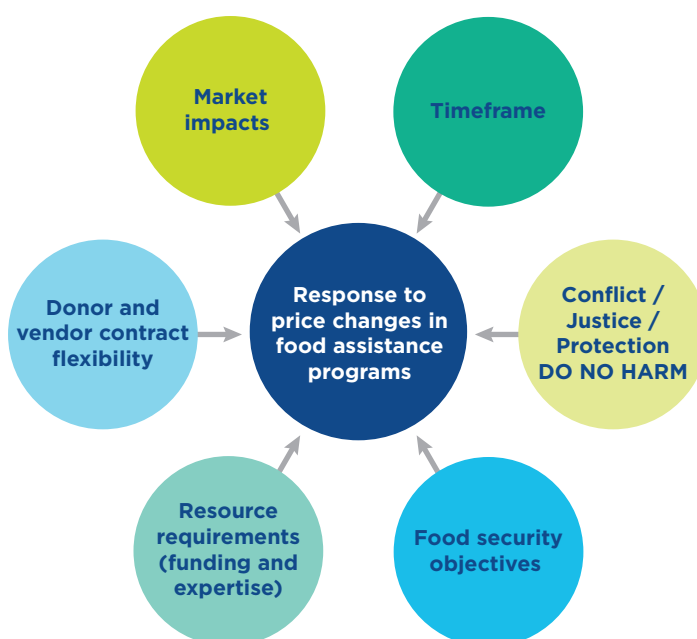 Market
impacts
Timeframe
Donor and
vendor contract
flexibility
Response to
price changes in
food assistance
programs
Conflict /
Justice /
Protection
DO NO HARM
Resource
requirements
(funding and
expertise)
Food security
objectives